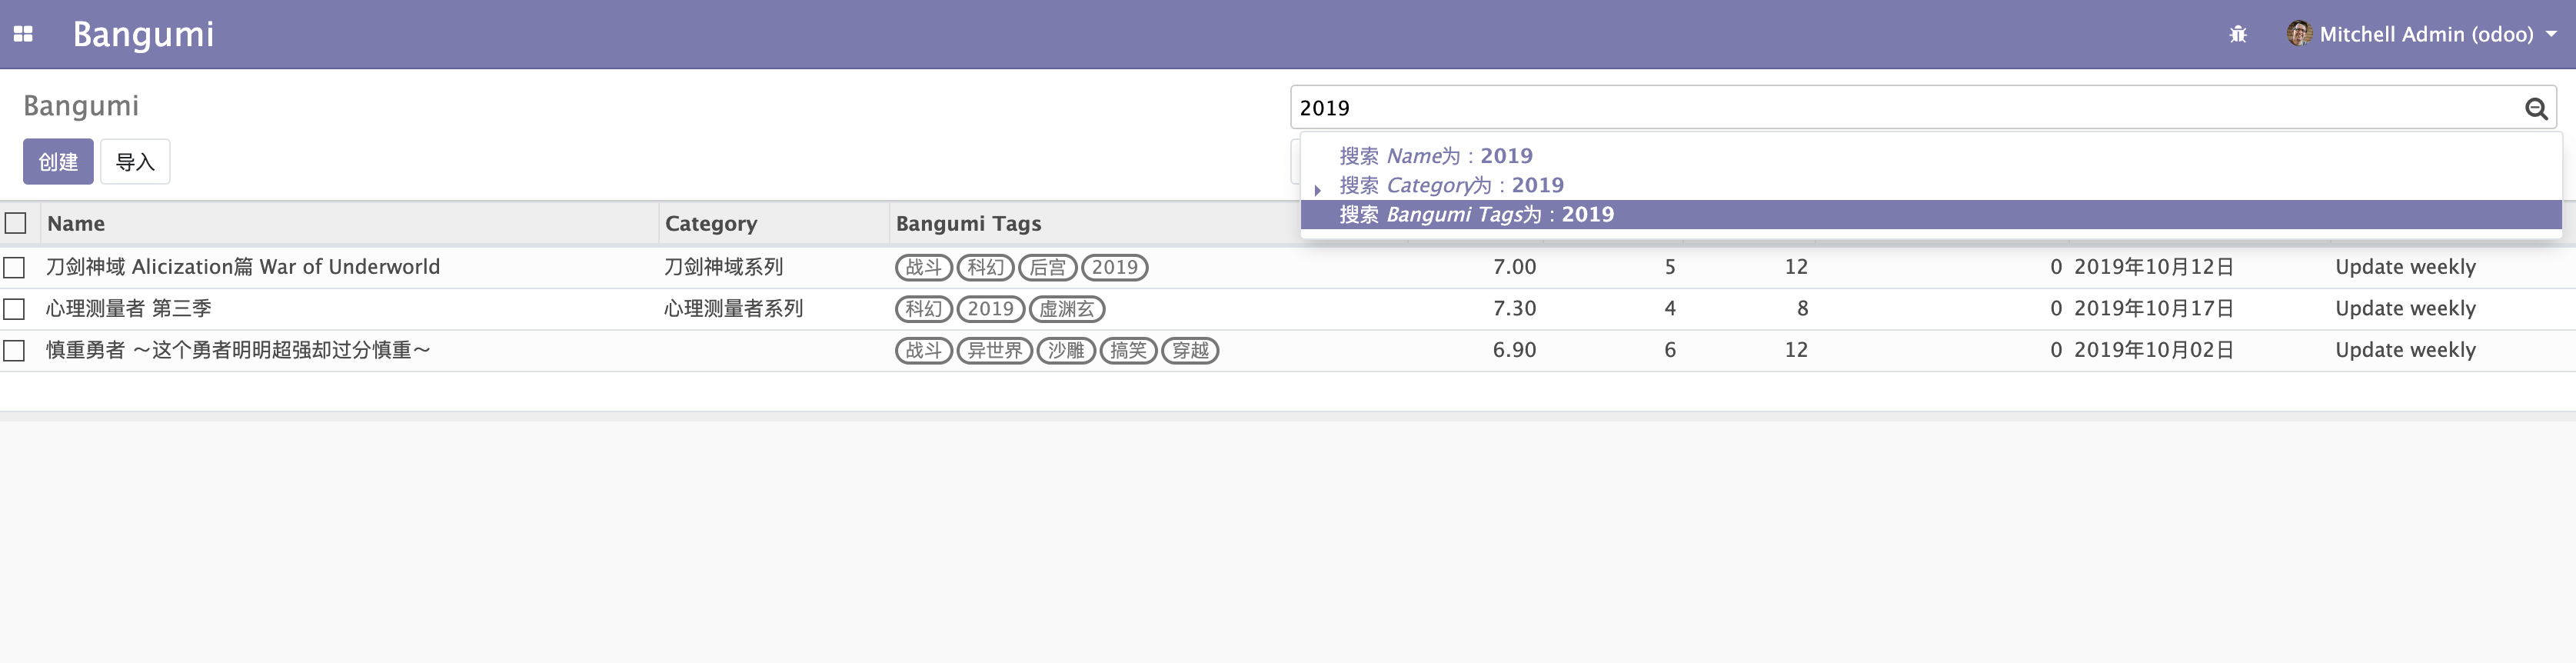 Bangumi
Mitchell Admin (odoo)
Bangumi
2019
创建 导入
搜索 Name为：2019
搜索 Category为：2019
搜索 Bangumi Tags为：2019
Name Category Bangumi Tags
刀剑神域 Alicization篇 War of Underworld 刀剑神域系列 战斗 科幻 后宫 2019 7.00 5 12 0 2019年10月12日 Update weekly
心理测量者 第三季 心理测量者系列 科幻 2019 虚渊玄 7.30 4 8 0 2019年10月17日 Update weekly
慎重勇者 ～这个勇者明明超强却过分慎重～ 战斗 异世界 沙雕 搞笑 穿越 6.90 6 12 0 2019年10月02日 Update weekly